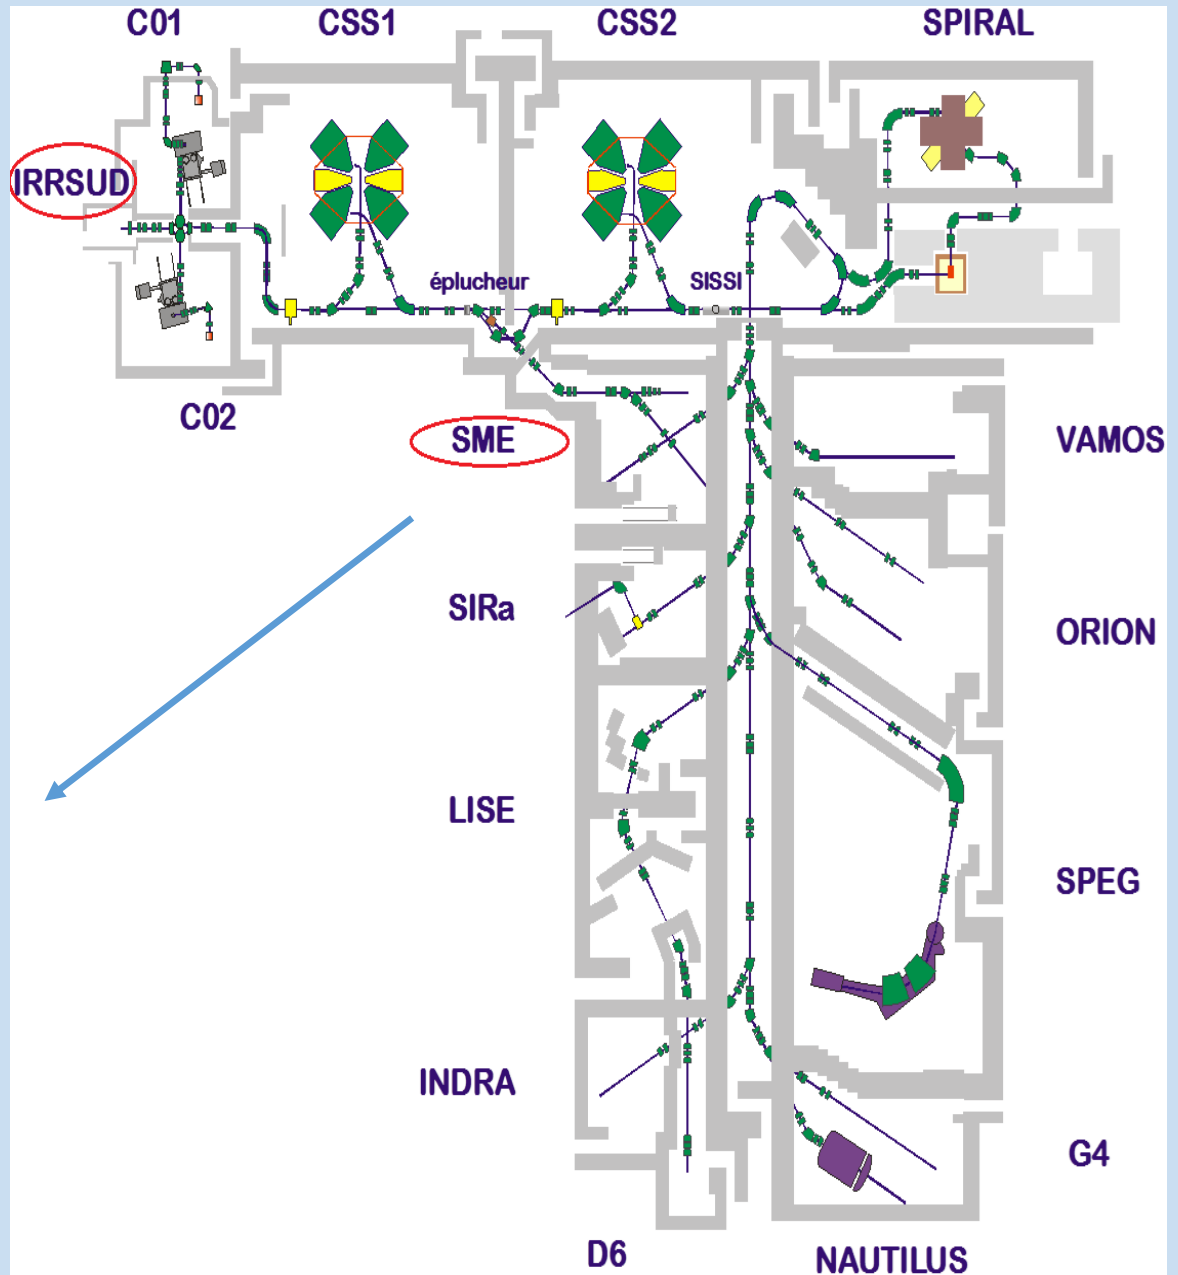 C01
CSS1
CSS2
SPIRAL
IRRSUD
éplucheur
SISSI
C02
SME
VAMOS
SIRa
ORION
LISE
SPEG
INDRA
G4
D6
NAUTILUS